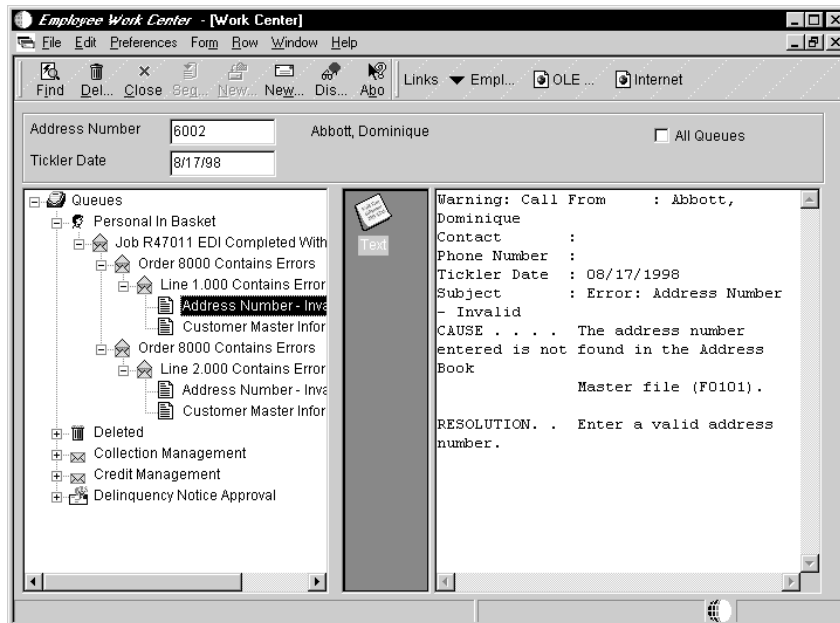 Employee Work Center - [Work Center]
File Edit Preferences Form Row Window Help
Find Del... Close Seq... New... New... Dis... Abo Links Empl... OLE ... Internet
Address Number 6002 Abbott, Dominique All Queues
Tickler Date 8/17/98
Queues
Personal In Basket
Job R47011 EDI Completed With
Order 8000 Contains Errors
Line 1.000 Contains Error
Address Number - Inva
Customer Master Infor
Order 8000 Contains Errors
Line 2.000 Contains Error
Address Number - Inva
Customer Master Infor
Deleted
Collection Management
Credit Management
Delinquency Notice Approval
Text
Warning: Call From : Abbott,
Dominique
Contact :
Phone Number :
Tickler Date : 08/17/1998
Subject : Error: Address Number
- Invalid
CAUSE . . . . The address number
entered is not found in the Address
Book
Master file (F0101).
RESOLUTION. . Enter a valid address
number.